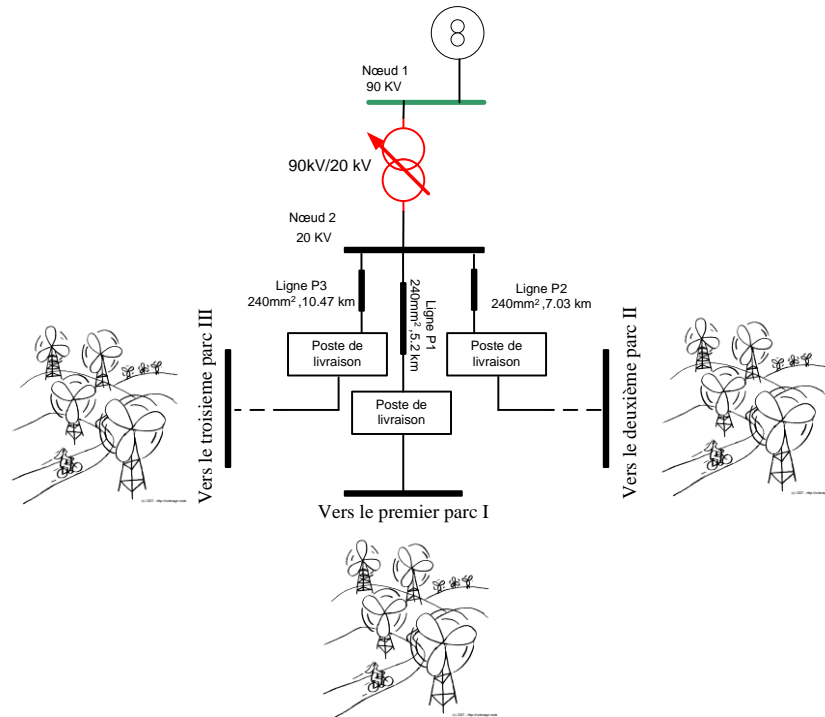 Nœud 1
90 KV
90kV/20 kV
Nœud 2
20 KV
Ligne P3
240mm²,10.47 km
Ligne P1
240mm²,5.2 km
Ligne P2
240mm²,7.03 km
Poste de
livraison
Poste de
livraison
Poste de
livraison
Vers le troisieme parc III
Vers le deuxième parc II
Vers le premier parc I